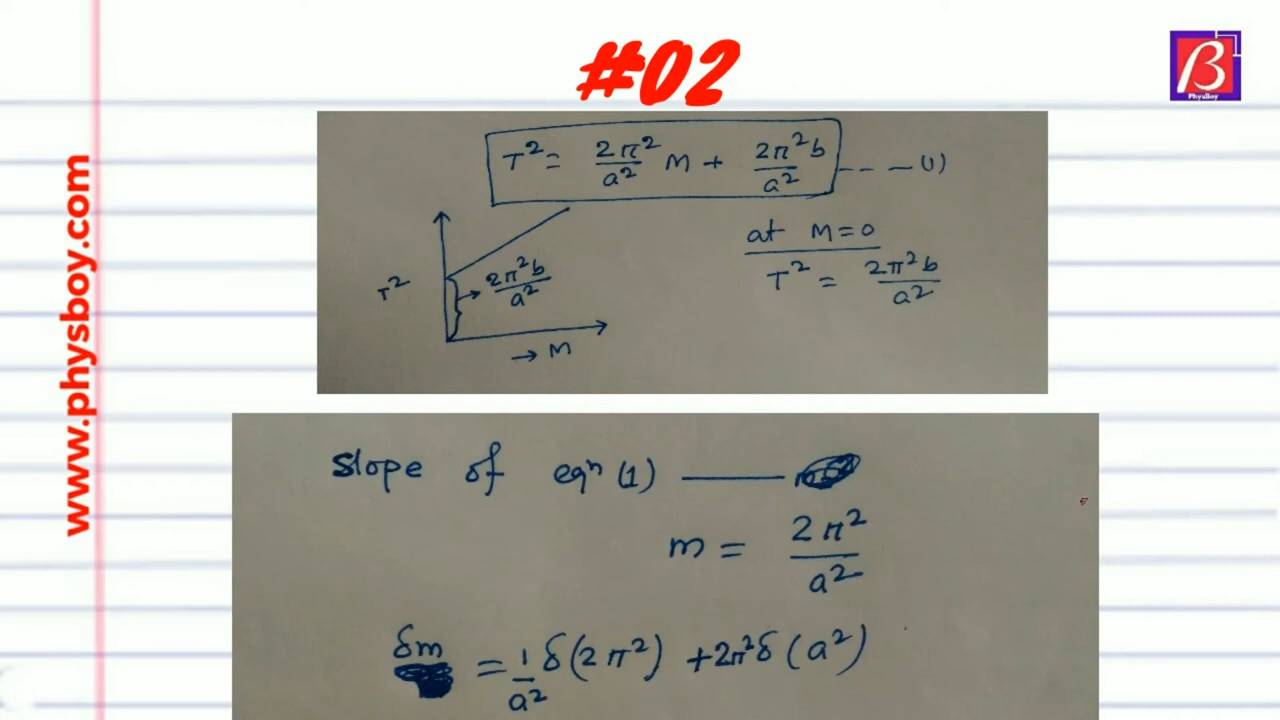 #02
β
PhysBoy
www.physboy.com
T² = 2π²/a² M + 2π²b/a² --- (1)
at M=0
T² = 2π²b/a²
T²
→ 2π²b/a²
→ M
Slope of eqⁿ (1) ———
m = 2π²/a²
δm = 1/a² δ(2π²) + 2π²δ(a²)